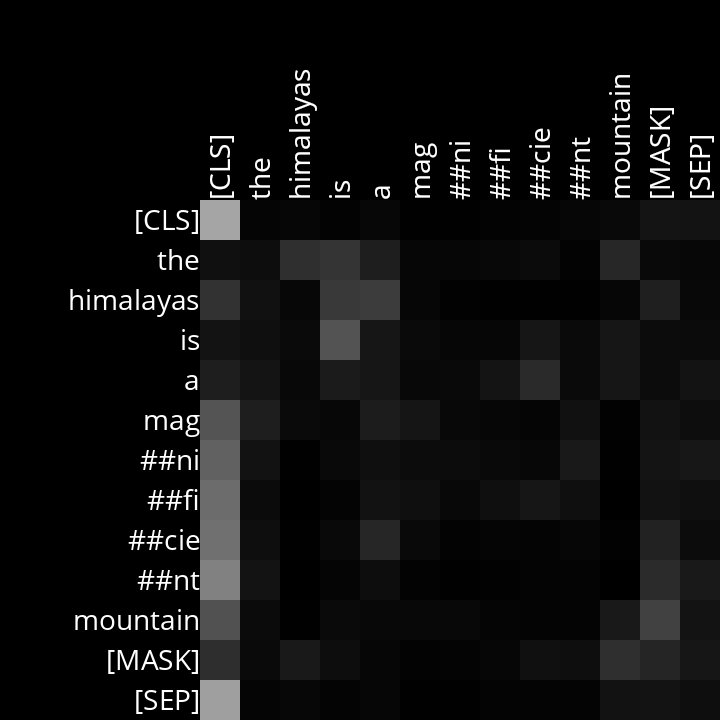 [CLS] the himalayas is a mag ##ni ##fi ##cie ##nt mountain [MASK] [SEP]
[CLS]
the
himalayas
is
a
mag
##ni
##fi
##cie
##nt
mountain
[MASK]
[SEP]